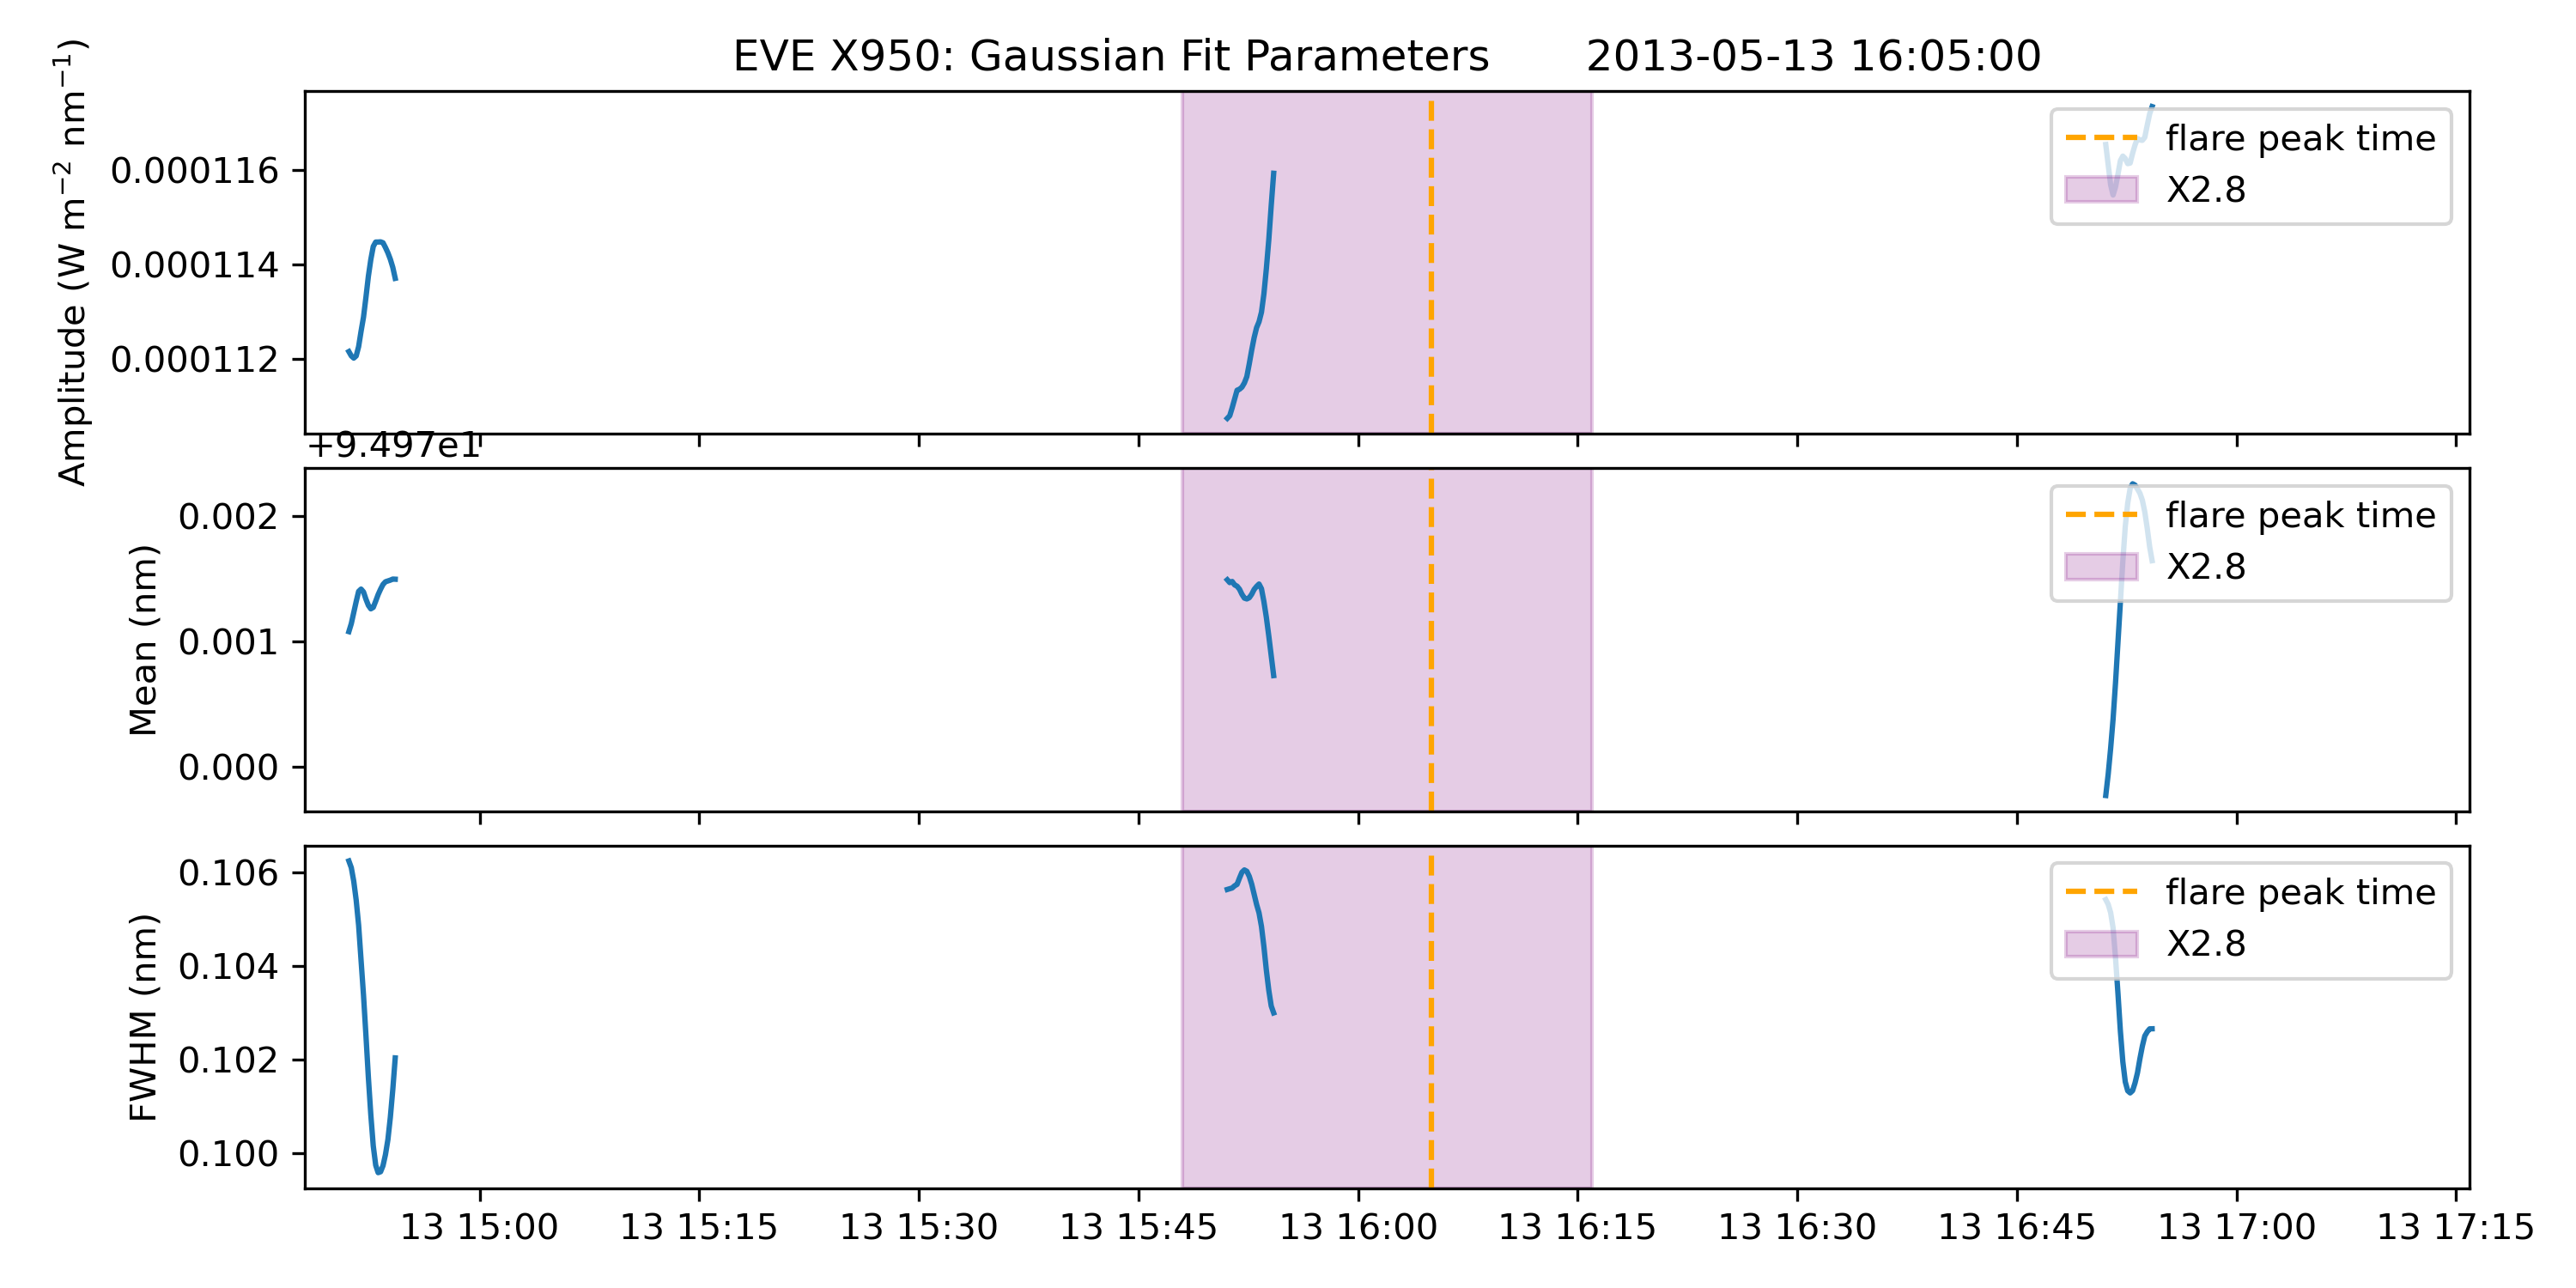 EVE X950: Gaussian Fit Parameters 2013-05-13 16:05:00
Amplitude (W m⁻² nm⁻¹)
0.000116
0.000114
0.000112
flare peak time
X2.8
+9.497e1
Mean (nm)
0.002
0.001
0.000
flare peak time
X2.8
FWHM (nm)
0.106
0.104
0.102
0.100
flare peak time
X2.8
13 15:00 13 15:15 13 15:30 13 15:45 13 16:00 13 16:15 13 16:30 13 16:45 13 17:00 13 17:15